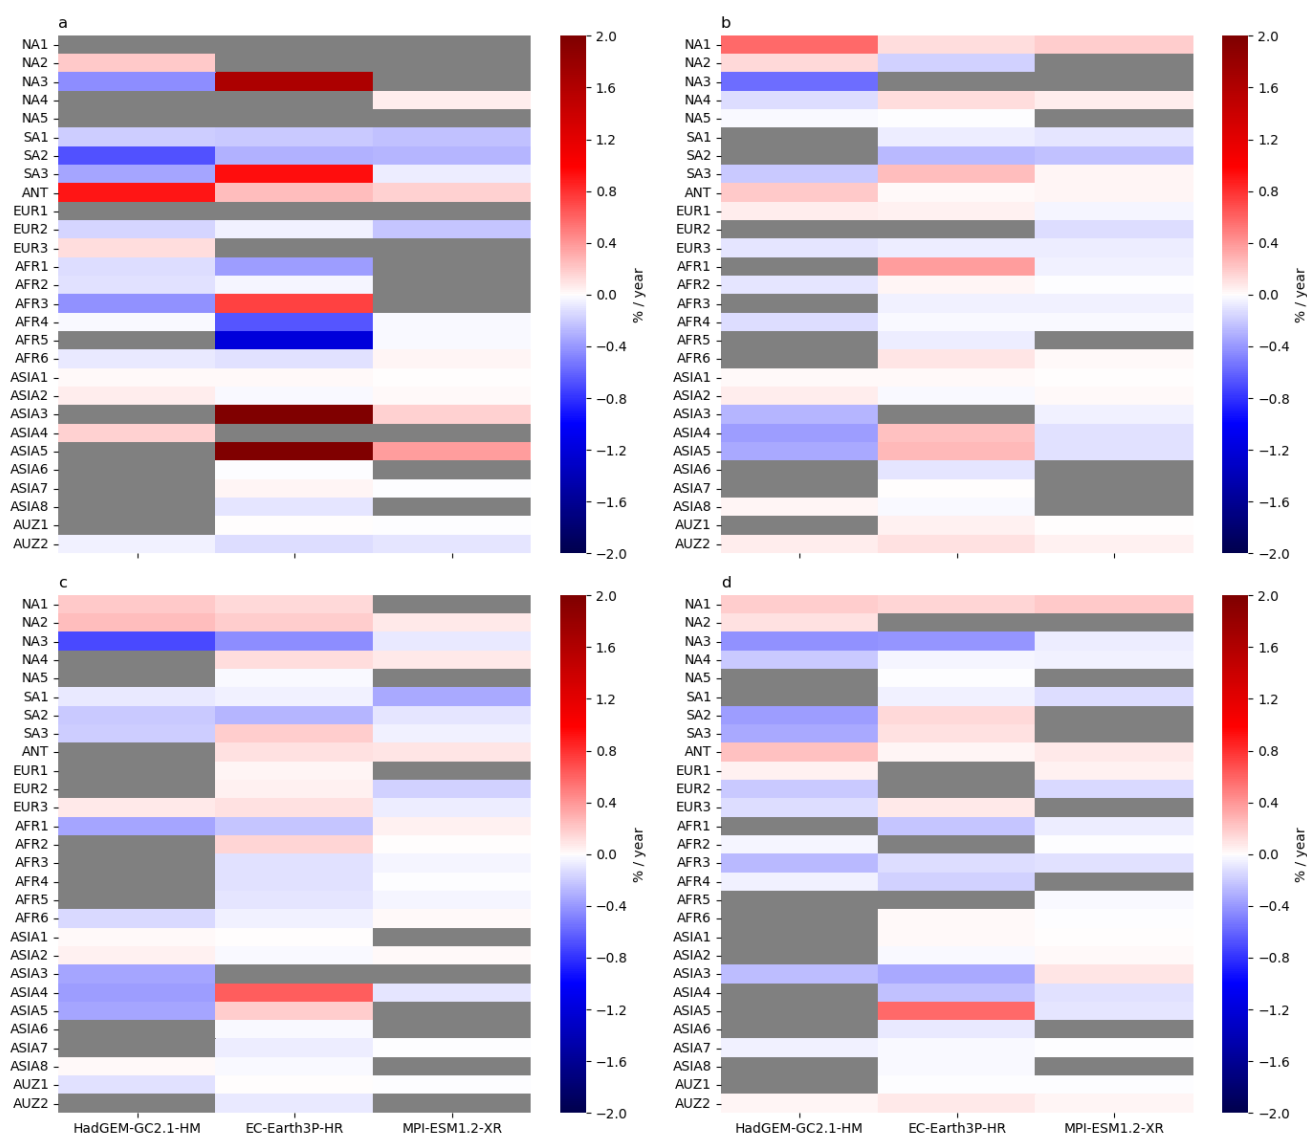 a
NA1
NA2
NA3
NA4
NA5
SA1
SA2
SA3
ANT
EUR1
EUR2
EUR3
AFR1
AFR2
AFR3
AFR4
AFR5
AFR6
ASIA1
ASIA2
ASIA3
ASIA4
ASIA5
ASIA6
ASIA7
ASIA8
AUZ1
AUZ2
2.0
1.6
1.2
0.8
0.4
0.0
−0.4
−0.8
−1.2
−1.6
−2.0
% / year
b
NA1
NA2
NA3
NA4
NA5
SA1
SA2
SA3
ANT
EUR1
EUR2
EUR3
AFR1
AFR2
AFR3
AFR4
AFR5
AFR6
ASIA1
ASIA2
ASIA3
ASIA4
ASIA5
ASIA6
ASIA7
ASIA8
AUZ1
AUZ2
2.0
1.6
1.2
0.8
0.4
0.0
−0.4
−0.8
−1.2
−1.6
−2.0
% / year
c
NA1
NA2
NA3
NA4
NA5
SA1
SA2
SA3
ANT
EUR1
EUR2
EUR3
AFR1
AFR2
AFR3
AFR4
AFR5
AFR6
ASIA1
ASIA2
ASIA3
ASIA4
ASIA5
ASIA6
ASIA7
ASIA8
AUZ1
AUZ2
HadGEM-GC2.1-HM EC-Earth3P-HR MPI-ESM1.2-XR
2.0
1.6
1.2
0.8
0.4
0.0
−0.4
−0.8
−1.2
−1.6
−2.0
% / year
d
NA1
NA2
NA3
NA4
NA5
SA1
SA2
SA3
ANT
EUR1
EUR2
EUR3
AFR1
AFR2
AFR3
AFR4
AFR5
AFR6
ASIA1
ASIA2
ASIA3
ASIA4
ASIA5
ASIA6
ASIA7
ASIA8
AUZ1
AUZ2
HadGEM-GC2.1-HM EC-Earth3P-HR MPI-ESM1.2-XR
2.0
1.6
1.2
0.8
0.4
0.0
−0.4
−0.8
−1.2
−1.6
−2.0
% / year